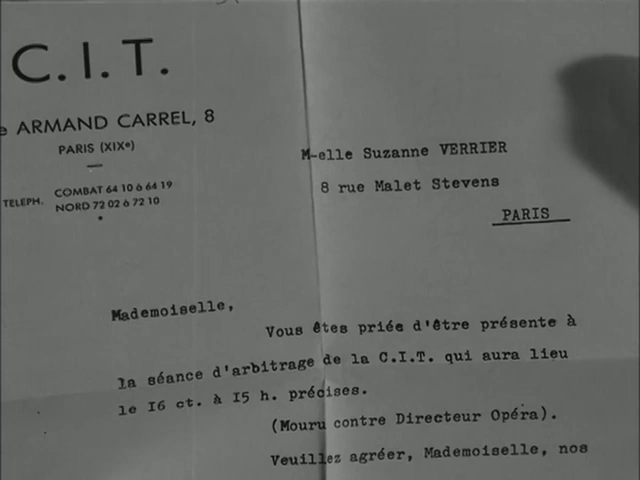 C.I.T.
ARMAND CARREL, 8
PARIS (XIXe)
TELEPH. COMBAT 64 10 à 64 19
NORD 72 02 à 72 10
M-elle Suzanne VERRIER
8 rue Malet Stevens
PARIS
Mademoiselle,
Vous êtes priée d'être présente à
la séance d'arbitrage de la C.I.T. qui aura lieu
le I6 ct. à I5 h. précises.
(Mouru contre Directeur Opéra).
Veuillez agréer, Mademoiselle, nos